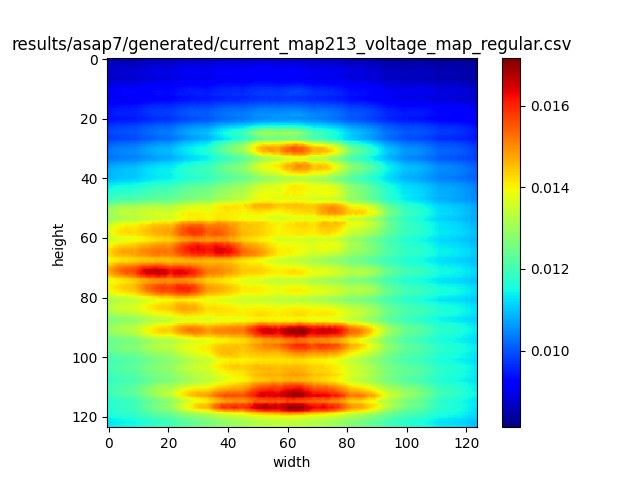 results/asap7/generated/current_map213_voltage_map_regular.csv
0
20
40
60
80
100
120
height
0 20 40 60 80 100 120
width
0.016
0.014
0.012
0.010